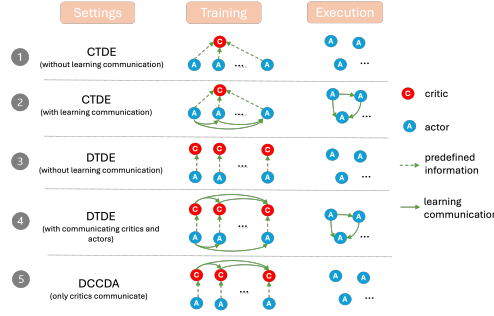 Settings
Training
Execution
1
CTDE
(without learning communication)
C
A A ... A
A A
A ...
2
CTDE
(with learning communication)
C
A A ... A
A A
A ...
3
DTDE
(without learning communication)
C C C
A A ... A
A A
A ...
4
DTDE
(with communicating critics and
actors)
C C C
...
A A A
A A
A ...
5
DCCDA
(only critics communicate)
C C C
...
A A A
A A
A ...
C critic
A actor
predefined
information
learning
communication